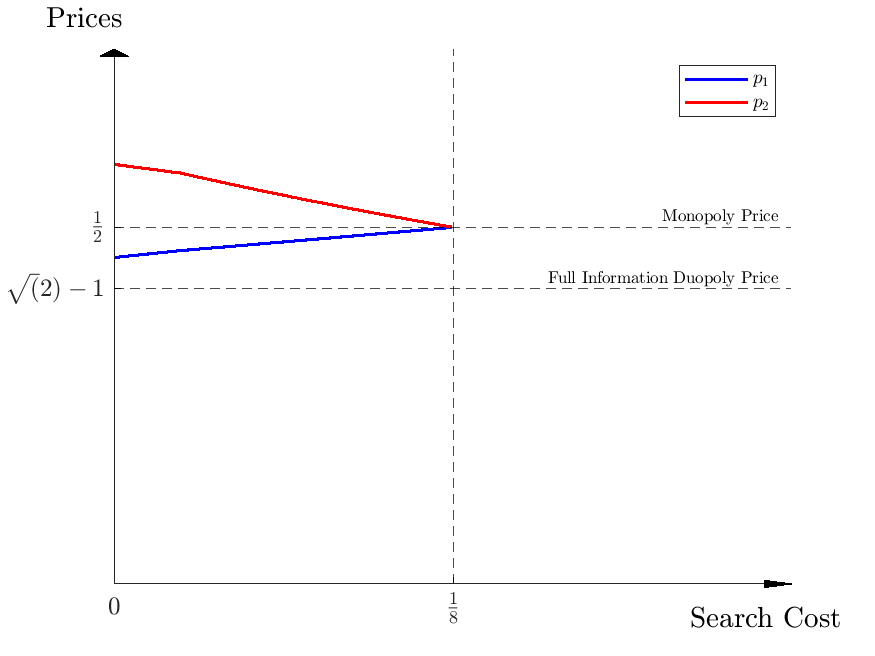 Prices
p₁
p₂
Monopoly Price
1/2
Full Information Duopoly Price
√(2) − 1
0
1/8
Search Cost